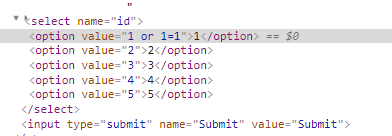 "
▼<select name="id">
<option value="1 or 1=1">1</option> == $0
<option value="2">2</option>
<option value="3">3</option>
<option value="4">4</option>
<option value="5">5</option>
</select>
<input type="submit" name="Submit" value="Submit">